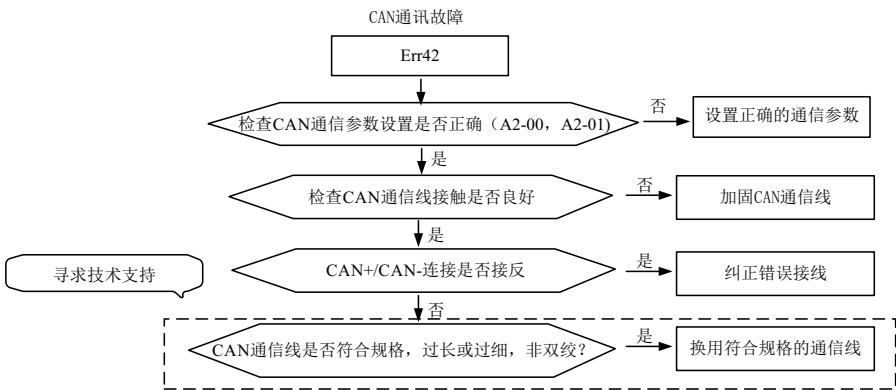 CAN通讯故障
Err42
检查CAN通信参数设置是否正确（A2-00，A2-01)
否
设置正确的通信参数
是
检查CAN通信线接触是否良好
否
加固CAN通信线
是
寻求技术支持
CAN+/CAN-连接是否接反
是
纠正错误接线
否
CAN通信线是否符合规格，过长或过细，非双绞？
是
换用符合规格的通信线